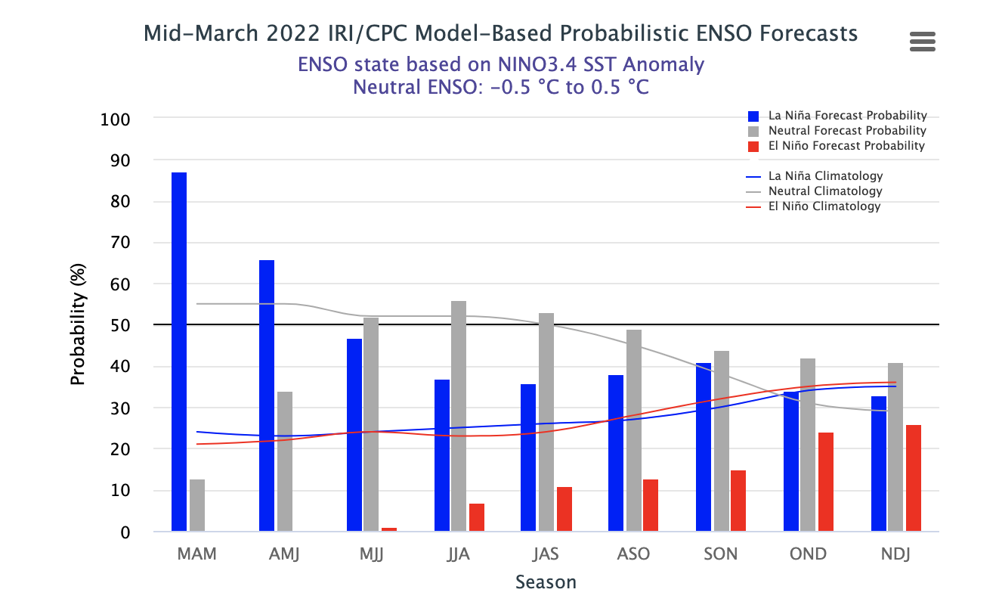 Mid-March 2022 IRI/CPC Model-Based Probabilistic ENSO Forecasts
ENSO state based on NINO3.4 SST Anomaly
Neutral ENSO: -0.5 °C to 0.5 °C
La Niña Forecast Probability
Neutral Forecast Probability
El Niño Forecast Probability
La Niña Climatology
Neutral Climatology
El Niño Climatology
Probability (%)
100
90
80
70
60
50
40
30
20
10
0
MAM AMJ MJJ JJA JAS ASO SON OND NDJ
Season